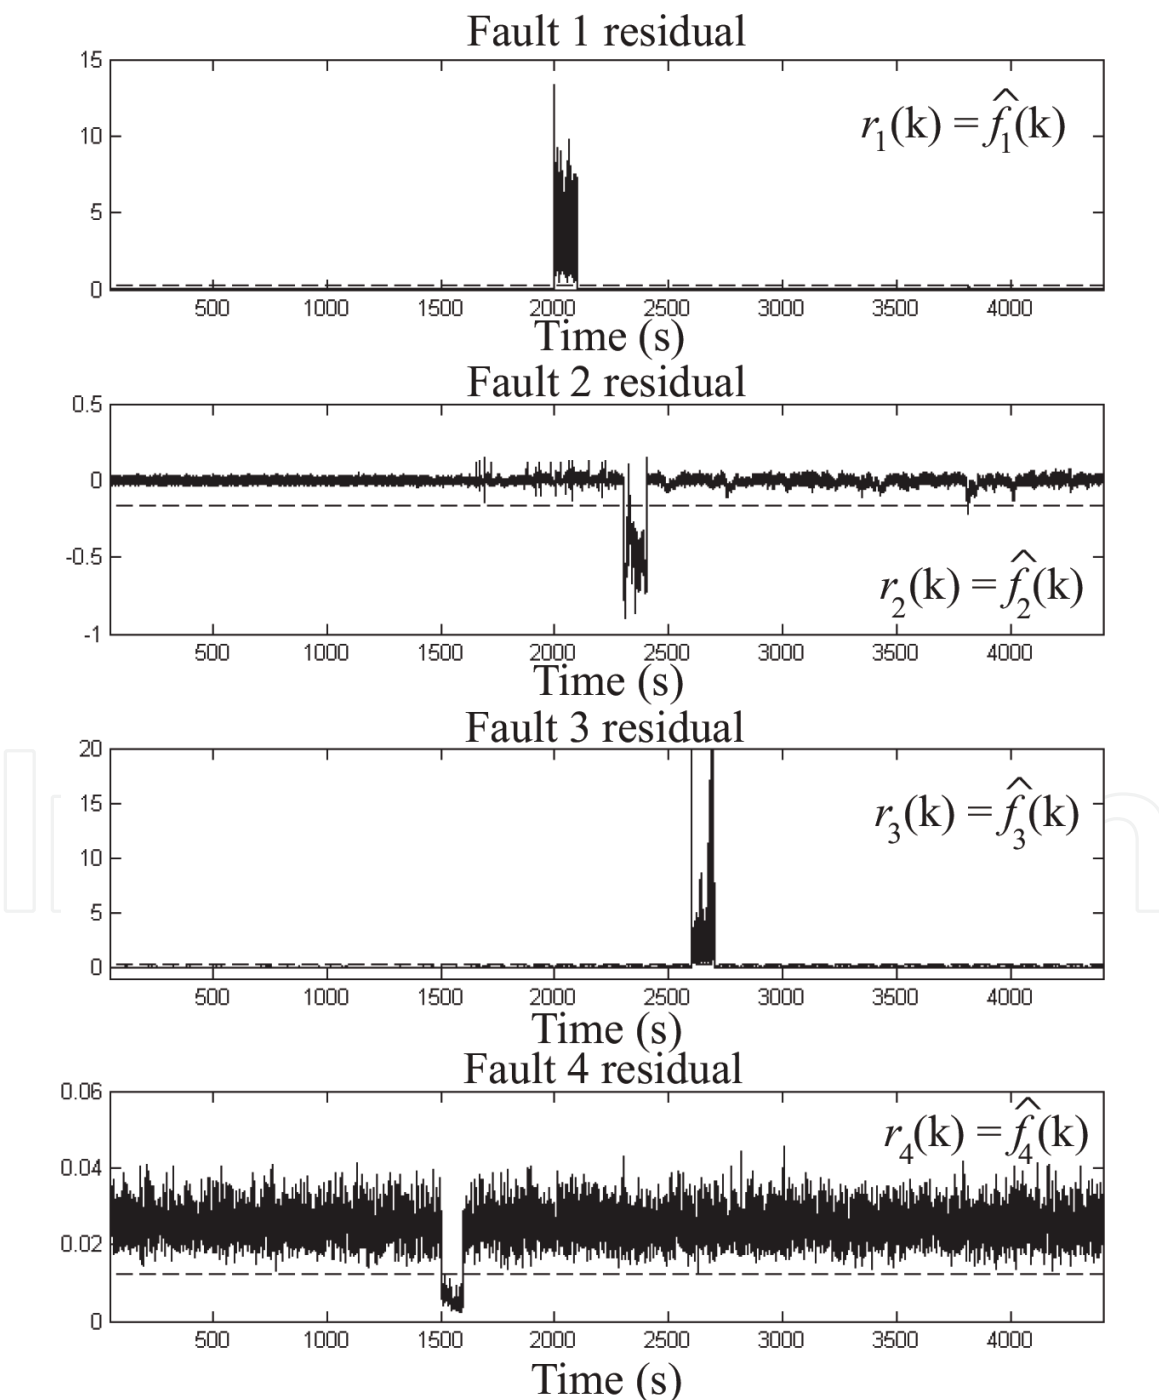 Fault 1 residual
15
10
5
0
r₁(k) = f̂₁(k)
500 1000 1500 2000 2500 3000 3500 4000
Time (s)
Fault 2 residual
0.5
0
-0.5
-1
r₂(k) = f̂₂(k)
500 1000 1500 2000 2500 3000 3500 4000
Time (s)
Fault 3 residual
20
15
10
5
0
r₃(k) = f̂₃(k)
500 1000 1500 2000 2500 3000 3500 4000
Time (s)
Fault 4 residual
0.06
0.04
0.02
0
r₄(k) = f̂₄(k)
500 1000 1500 2000 2500 3000 3500 4000
Time (s)